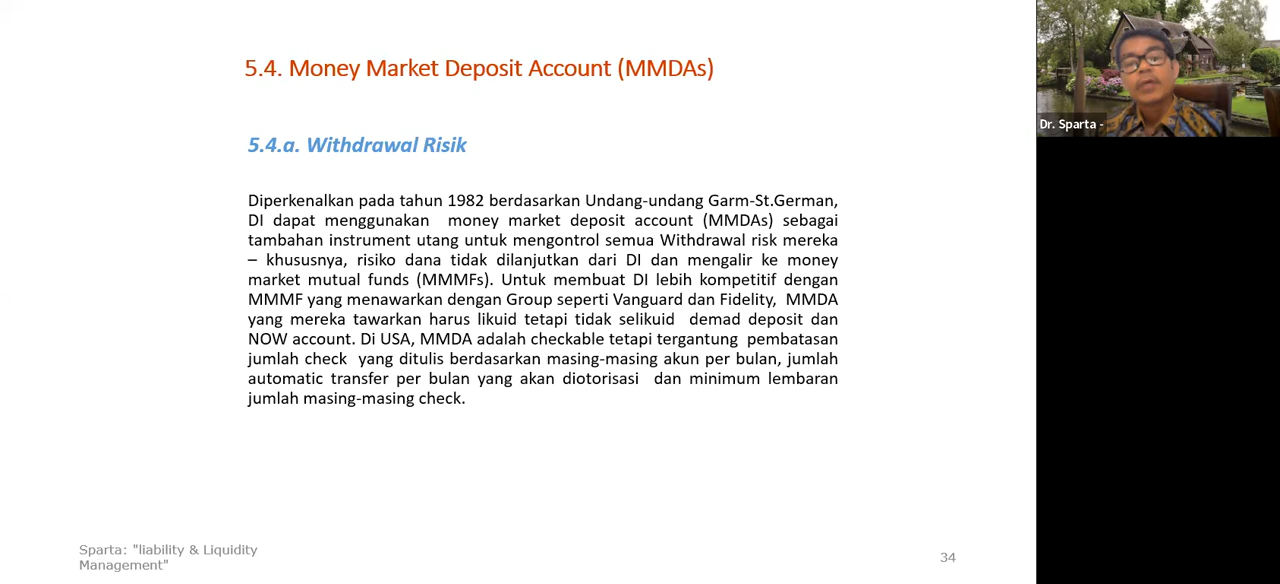 5.4. Money Market Deposit Account (MMDAs)
5.4.a. Withdrawal Risik
Diperkenalkan pada tahun 1982 berdasarkan Undang-undang Garm-St.German,
DI dapat menggunakan money market deposit account (MMDAs) sebagai
tambahan instrument utang untuk mengontrol semua Withdrawal risk mereka
– khususnya, risiko dana tidak dilanjutkan dari DI dan mengalir ke money
market mutual funds (MMMFs). Untuk membuat DI lebih kompetitif dengan
MMMF yang menawarkan dengan Group seperti Vanguard dan Fidelity, MMDA
yang mereka tawarkan harus likuid tetapi tidak selikuid demad deposit dan
NOW account. Di USA, MMDA adalah checkable tetapi tergantung pembatasan
jumlah check yang ditulis berdasarkan masing-masing akun per bulan, jumlah
automatic transfer per bulan yang akan diotorisasi dan minimum lembaran
jumlah masing-masing check.
Sparta: "liability & Liquidity
Management"
34
Dr. Sparta -